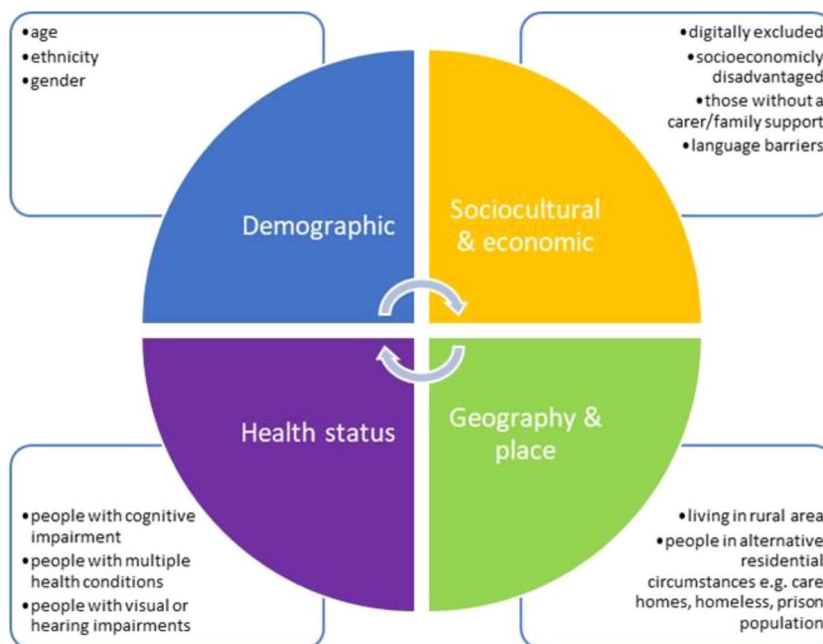 •age
•ethnicity
•gender
•digitally excluded
•socioeconomicly
disadvantaged
•those without a
carer/family support
•language barriers
Demographic
Sociocultural
& economic
Health status
Geography &
place
•people with cognitive
impairment
•people with multiple
health conditions
•people with visual or
hearing impairments
•living in rural area
•people in alternative
residential
circumstances e.g. care
homes, homeless, prison
population